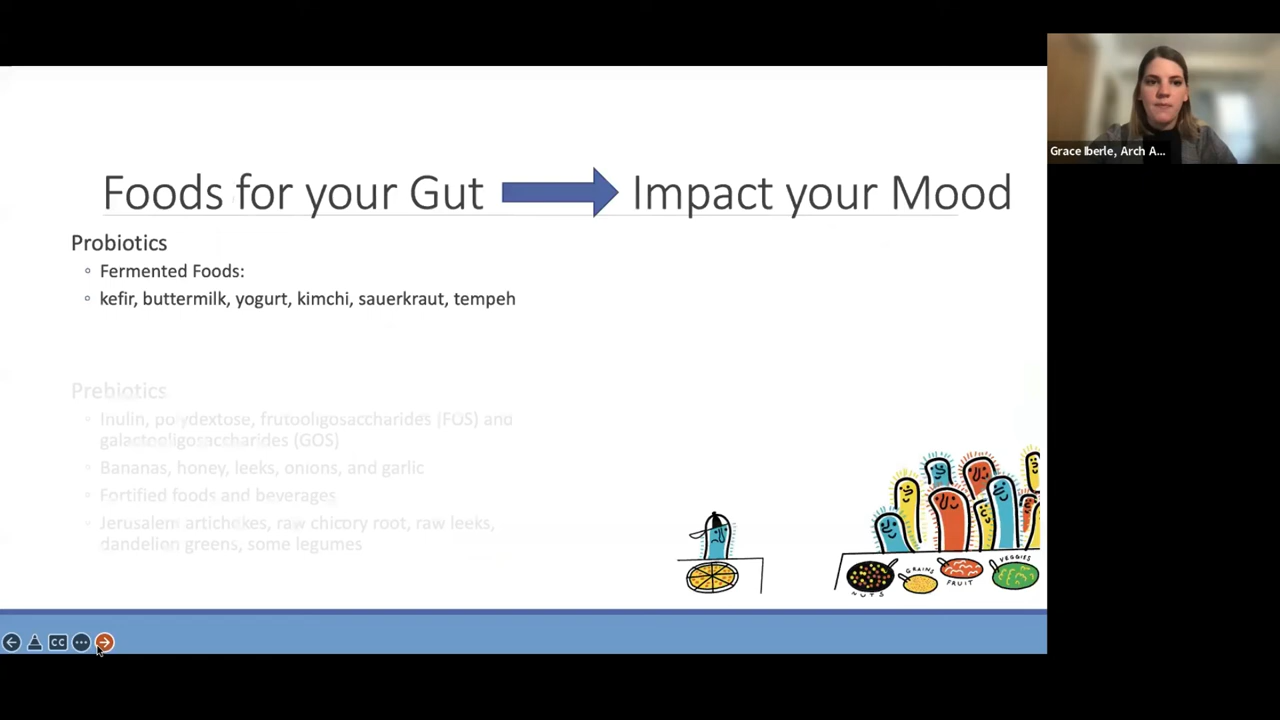 Foods for your Gut
Impact your Mood
Probiotics
Fermented Foods:
kefir, buttermilk, yogurt, kimchi, sauerkraut, tempeh
Prebiotics
Inulin, polydextose, frutooligosaccharides (FOS) and
galactooligosaccharides (GOS)
Bananas, honey, leeks, onions, and garlic
Fortified foods and beverages
Jerusalem artichokes, raw chicory root, raw leeks,
dandelion greens, some legumes
NUTS
GRAINS
FRUIT
VEGGIES
CC
Grace Iberle, Arch A...